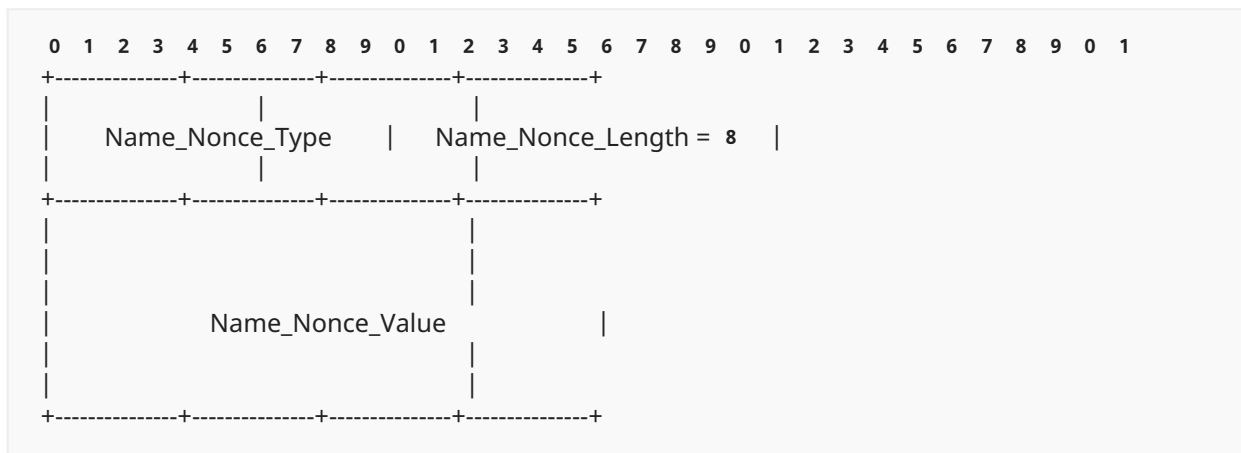 0 1 2 3 4 5 6 7 8 9 0 1 2 3 4 5 6 7 8 9 0 1 2 3 4 5 6 7 8 9 0 1
+---------------+---------------+---------------+---------------+
| | |
| Name_Nonce_Type | Name_Nonce_Length = 8 |
| | |
+---------------+---------------+---------------+---------------+
| |
| |
| |
| Name_Nonce_Value |
| |
| |
+---------------+---------------+---------------+---------------+